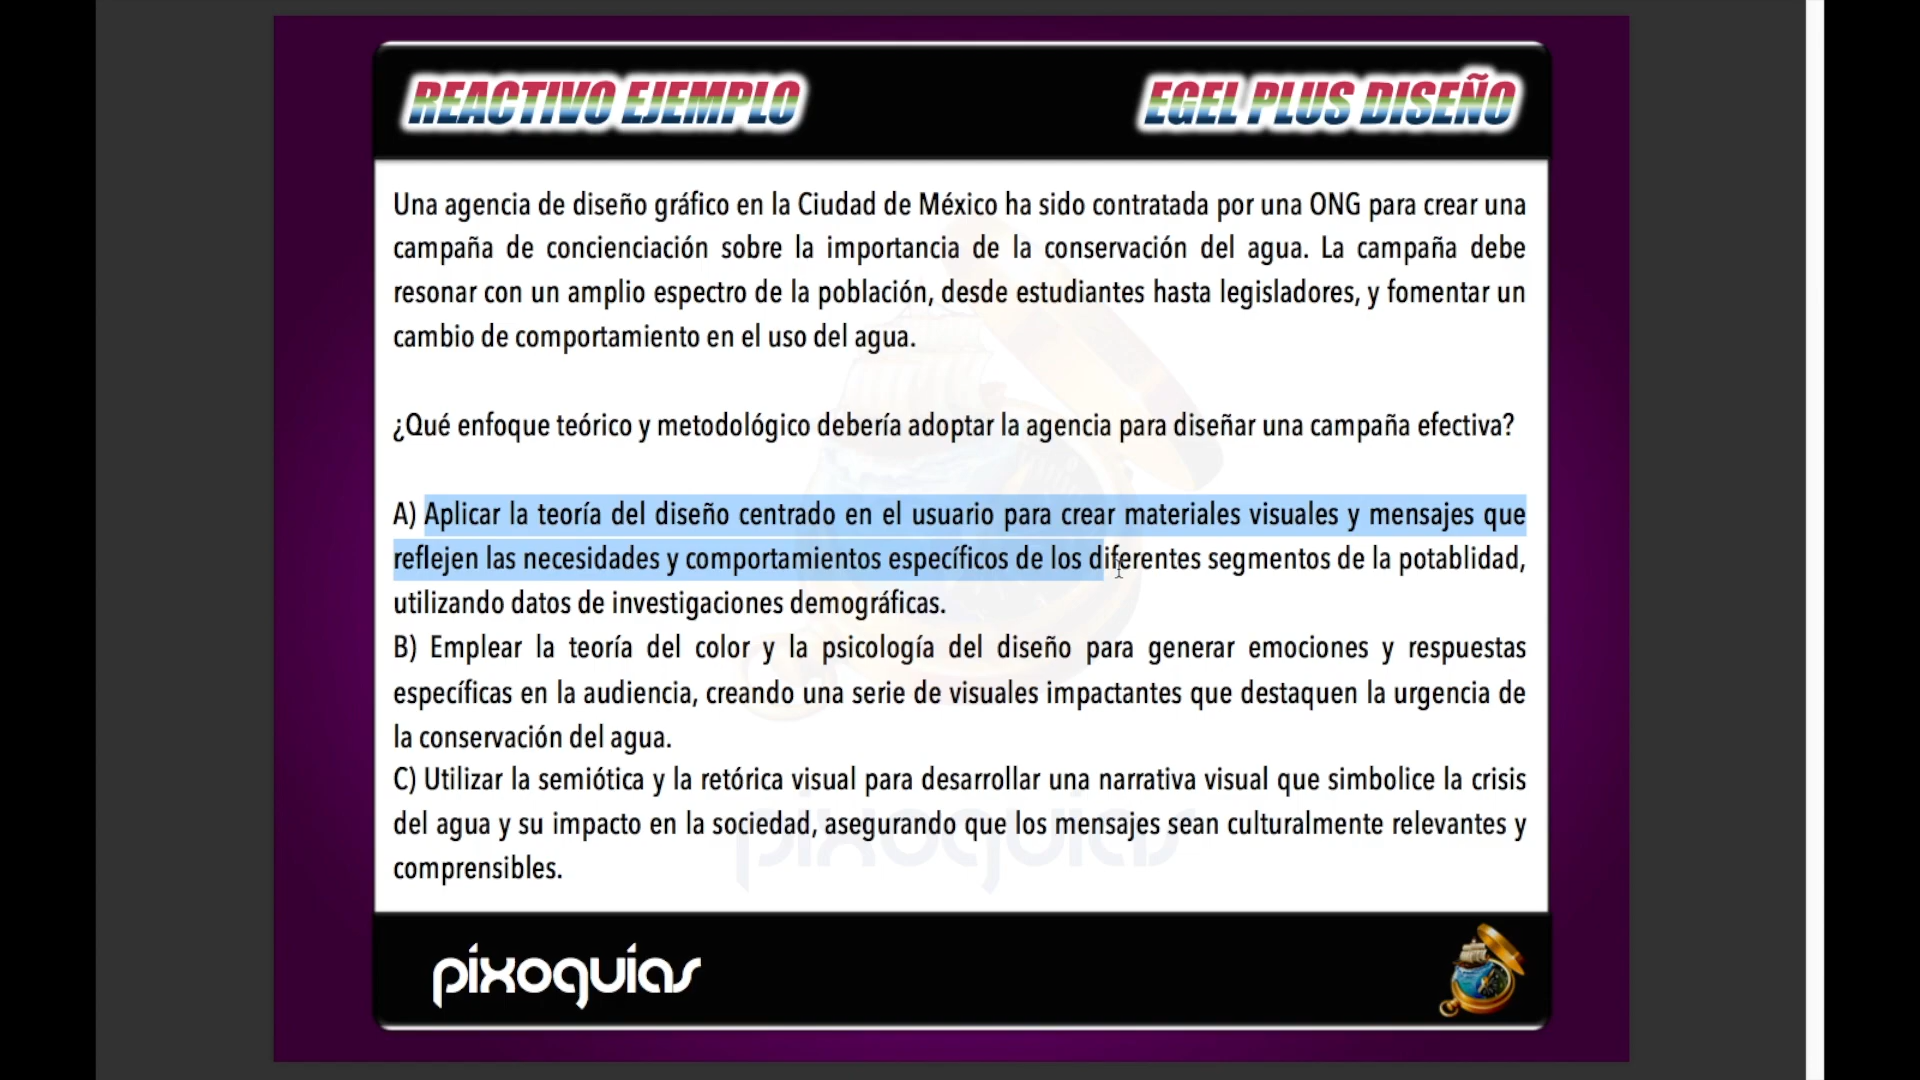 REACTIVO EJEMPLO
EGEL PLUS DISEÑO
Una agencia de diseño gráfico en la Ciudad de México ha sido contratada por una ONG para crear una
campaña de concienciación sobre la importancia de la conservación del agua. La campaña debe
resonar con un amplio espectro de la población, desde estudiantes hasta legisladores, y fomentar un
cambio de comportamiento en el uso del agua.
¿Qué enfoque teórico y metodológico debería adoptar la agencia para diseñar una campaña efectiva?
A) Aplicar la teoría del diseño centrado en el usuario para crear materiales visuales y mensajes que
reflejen las necesidades y comportamientos específicos de los diferentes segmentos de la potablidad,
utilizando datos de investigaciones demográficas.
B) Emplear la teoría del color y la psicología del diseño para generar emociones y respuestas
específicas en la audiencia, creando una serie de visuales impactantes que destaquen la urgencia de
la conservación del agua.
C) Utilizar la semiótica y la retórica visual para desarrollar una narrativa visual que simbolice la crisis
del agua y su impacto en la sociedad, asegurando que los mensajes sean culturalmente relevantes y
comprensibles.
pixoguias
pixoguias